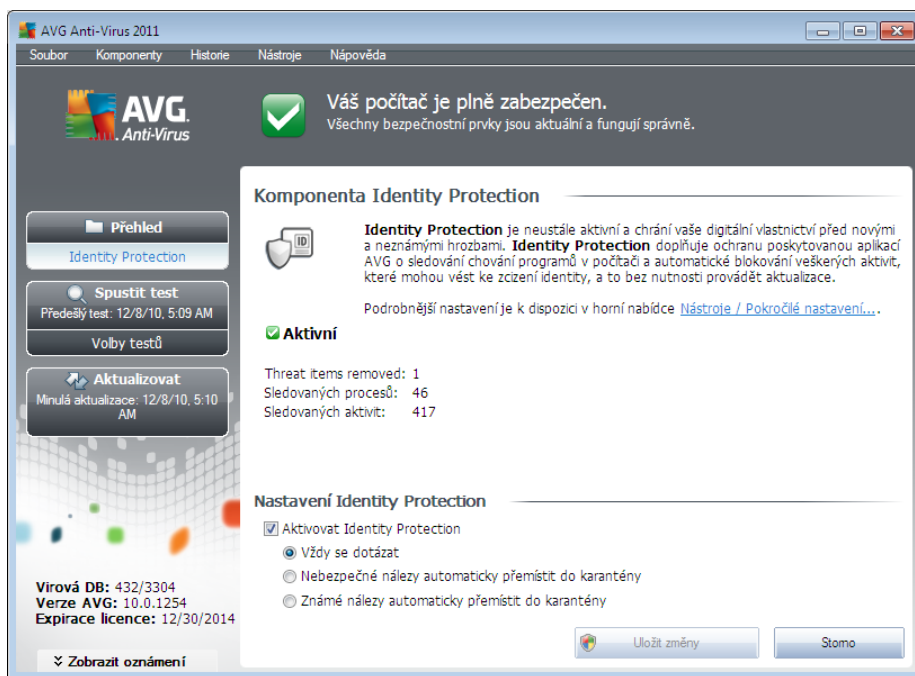 AVG Anti-Virus 2011
Soubor Komponenty Historie Nástroje Nápověda
AVG.
Anti-Virus
Váš počítač je plně zabezpečen.
Všechny bezpečnostní prvky jsou aktuální a fungují správně.
Přehled
Identity Protection
Spustit test
Předešlý test: 12/8/10, 5:09 AM
Volby testů
Aktualizovat
Minulá aktualizace: 12/8/10, 5:10
AM
Virová DB: 432/3304
Verze AVG: 10.0.1254
Expirace licence: 12/30/2014
Zobrazit oznámení
Komponenta Identity Protection
ID
Identity Protection je neustále aktivní a chrání vaše digitální vlastnictví před novými
a neznámými hrozbami. Identity Protection doplňuje ochranu poskytovanou aplikací
AVG o sledování chování programů v počítači a automatické blokování veškerých aktivit,
které mohou vést ke zcizení identity, a to bez nutnosti provádět aktualizace.
Podrobnější nastavení je k dispozici v horní nabídce Nástroje / Pokročilé nastavení... .
Aktivní
Threat items removed: 1
Sledovaných procesů: 46
Sledovaných aktivit: 417
Nastavení Identity Protection
Aktivovat Identity Protection
Vždy se dotázat
Nebezpečné nálezy automaticky přemístit do karantény
Známé nálezy automaticky přemístit do karantény
Uložit změny
Storno